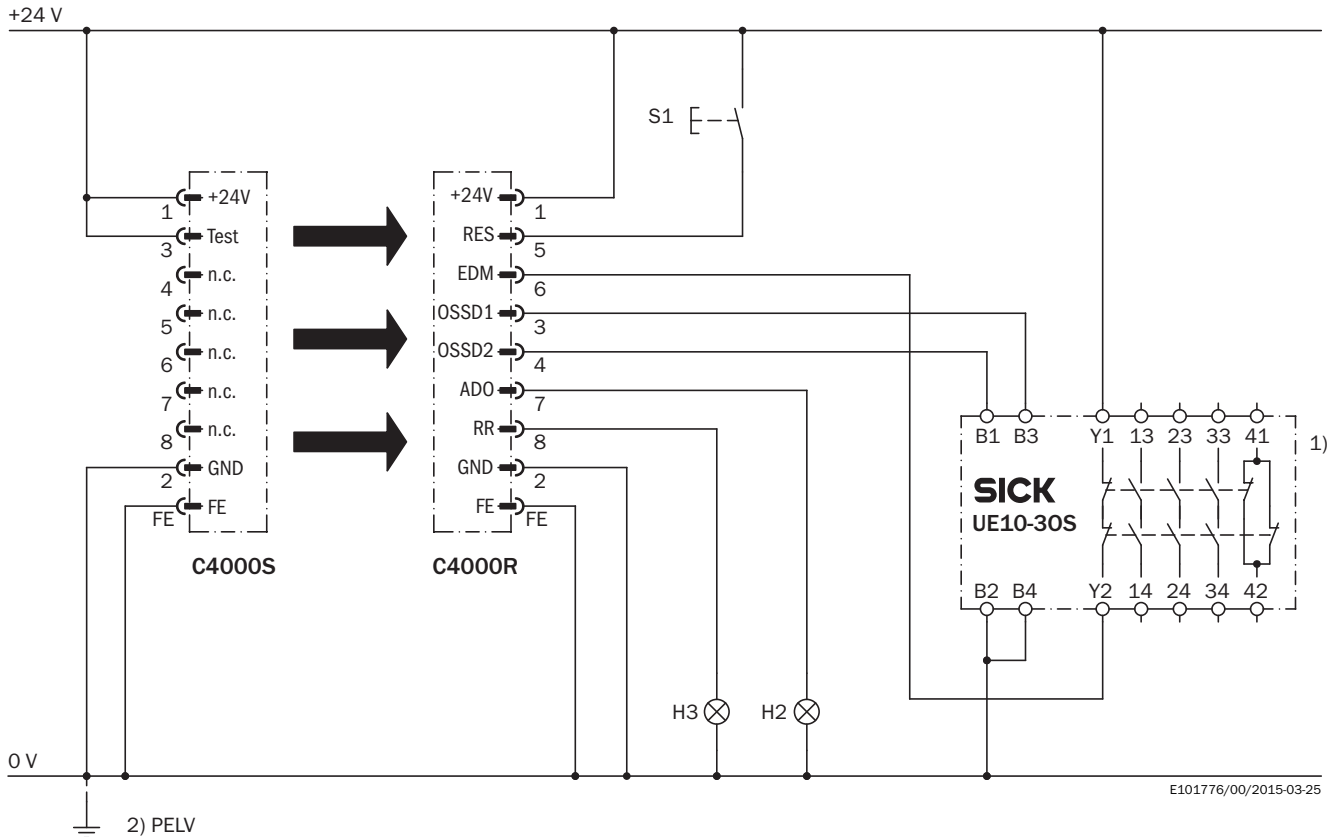 +24 V
S1
+24V
1
Test
3
n.c.
4
n.c.
5
n.c.
6
n.c.
7
n.c.
8
GND
2
FE
FE
C4000S
+24V
1
RES
5
EDM
6
OSSD1
3
OSSD2
4
ADO
7
RR
8
GND
2
FE
FE
C4000R
B1 B3 Y1 13 23 33 41
1)
SICK
UE10-30S
B2 B4 Y2 14 24 34 42
H3
H2
0 V
E101776/00/2015-03-25
2) PELV